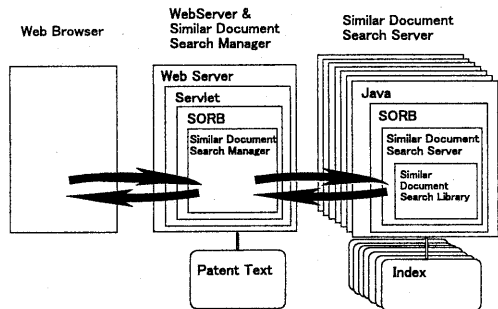 Web Browser
WebServer &
Similar Document
Search Manager
Similar Document
Search Server
Web Server
Servlet
SORB
Similar Document
Search Manager
Java
SORB
Similar Document
Search Server
Similar
Document
Search Library
Patent Text
Index